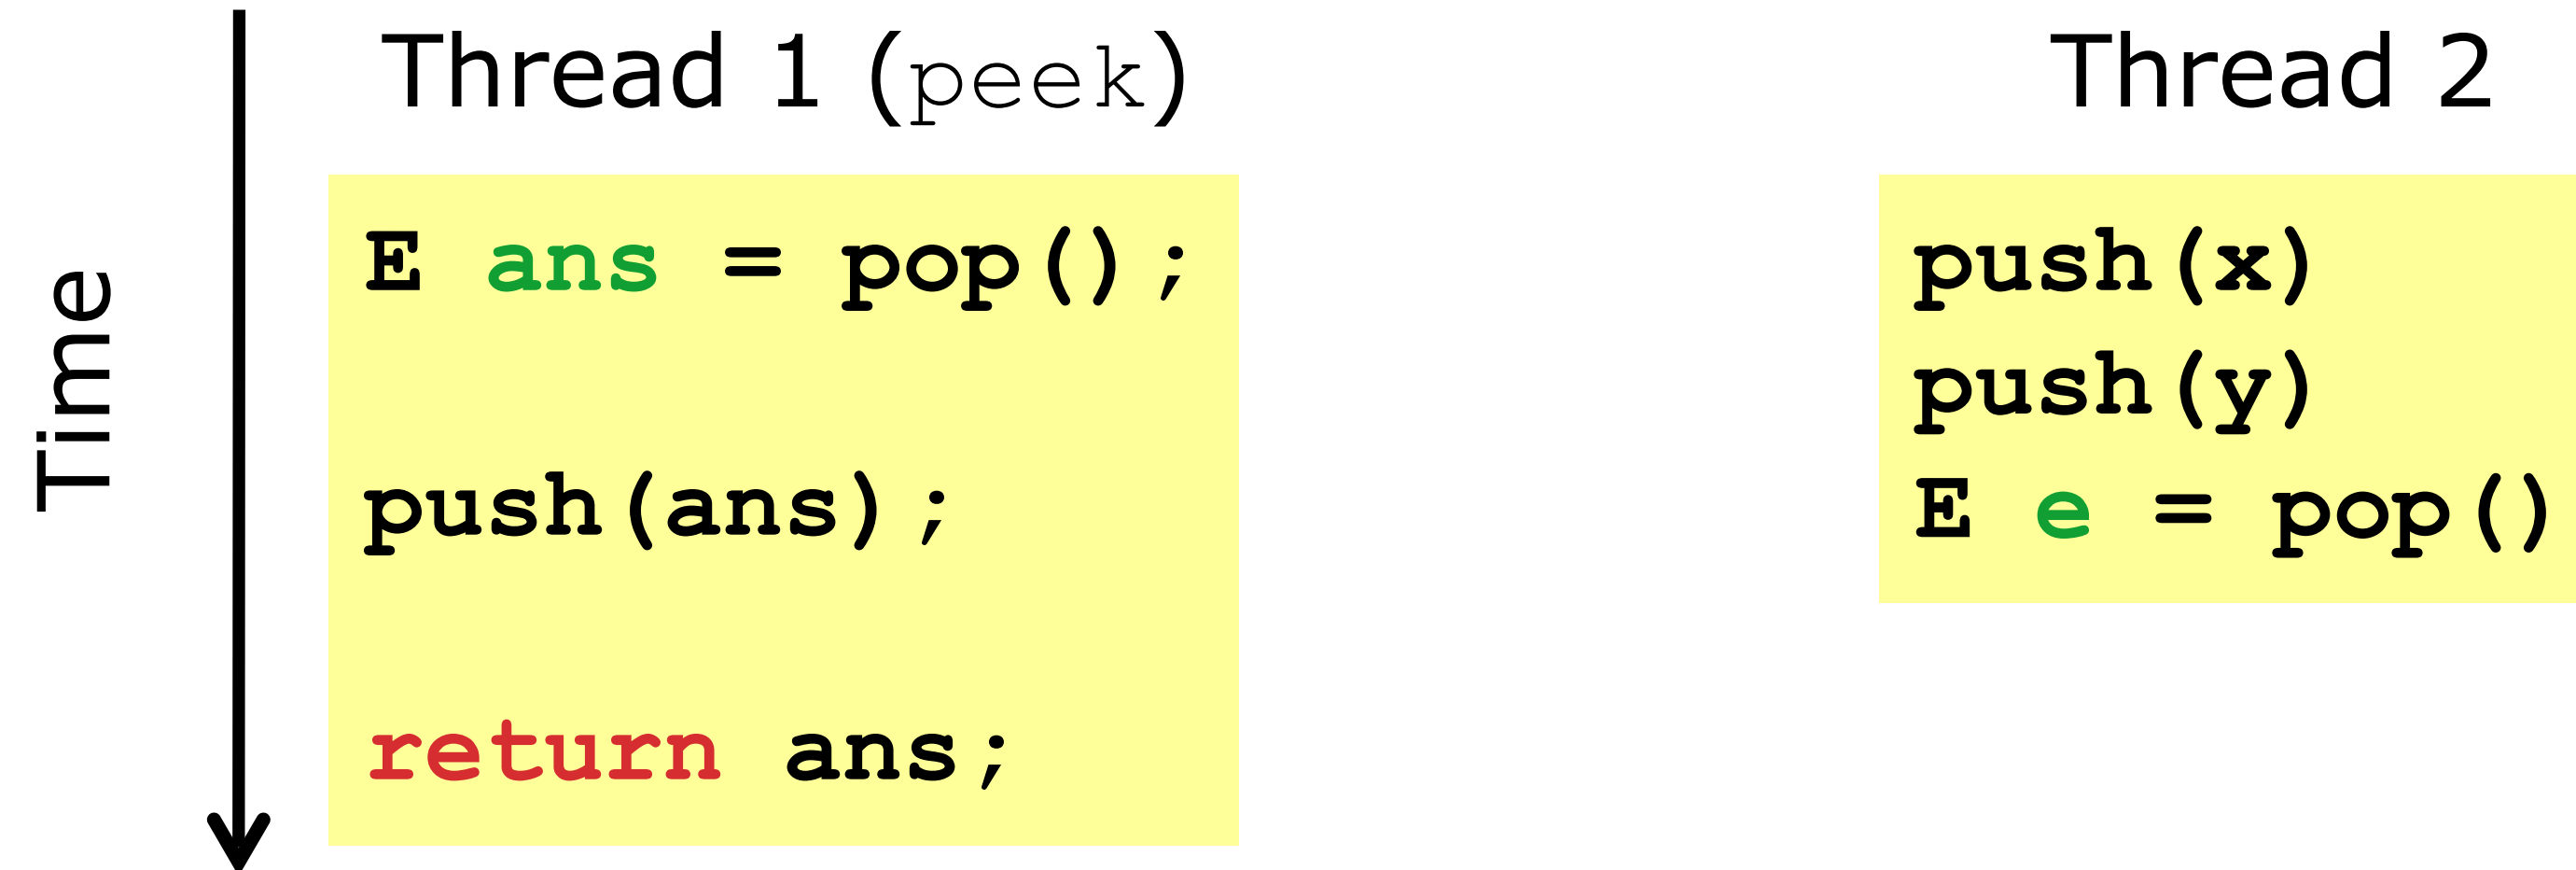 Time
Thread 1 (peek)
E ans = pop();
push(ans);
return ans;
Thread 2
push(x)
push(y)
E e = pop()